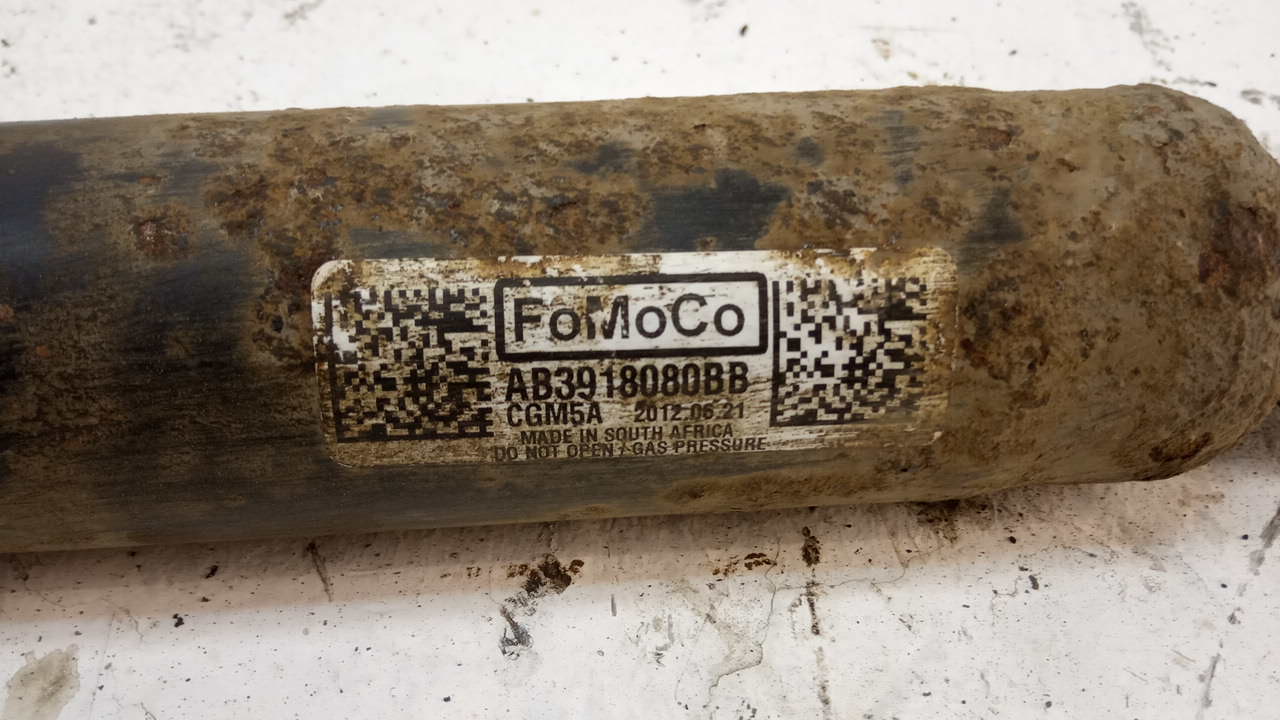 FoMoCo
AB3918080BB
CGM5A 2012.06.21
MADE IN SOUTH AFRICA
DO NOT OPEN / GAS PRESSURE